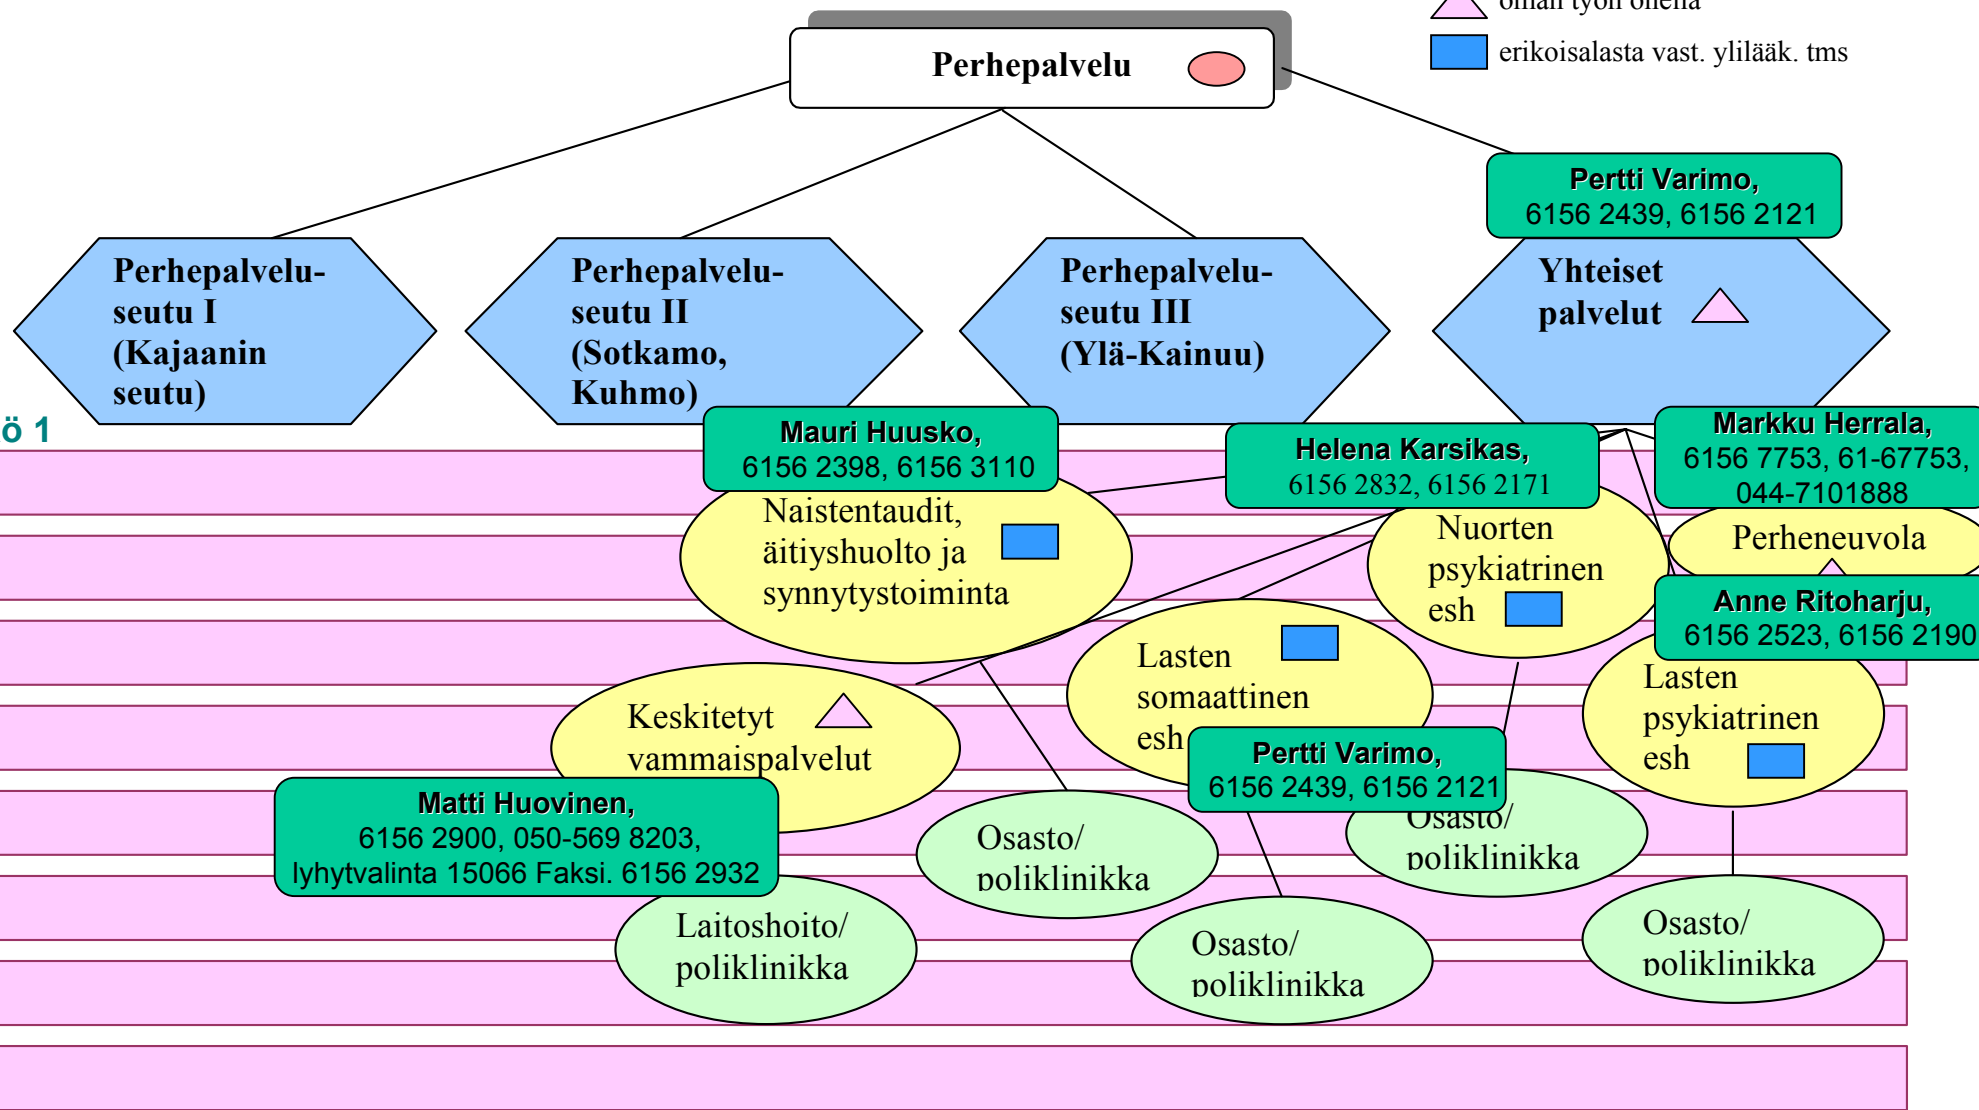 oman työn ohella
erikoisalasta vast. ylilääk. tms
Perhepalvelu
Pertti Varimo,
6156 2439, 6156 2121
Perhepalvelu-
seutu I
(Kajaanin
seutu)
Perhepalvelu-
seutu II
(Sotkamo,
Kuhmo)
Perhepalvelu-
seutu III
(Ylä-Kainuu)
Yhteiset
palvelut
ö 1
Mauri Huusko,
6156 2398, 6156 3110
Helena Karsikas,
6156 2832, 6156 2171
Markku Herrala,
6156 7753, 61-67753,
044-7101888
Naistentaudit,
äitiyshuolto ja
synnytystoiminta
Nuorten
psykiatrinen
esh
Perheneuvola
Anne Ritoharju,
6156 2523, 6156 2190
Lasten
somaattinen
esh
Lasten
psykiatrinen
esh
Keskitetyt
vammaispalvelut
Pertti Varimo,
6156 2439, 6156 2121
Matti Huovinen,
6156 2900, 050-569 8203,
lyhytvalinta 15066 Faksi. 6156 2932
Osasto/
poliklinikka
Osasto/
poliklinikka
Laitoshoito/
poliklinikka
Osasto/
poliklinikka
Osasto/
poliklinikka